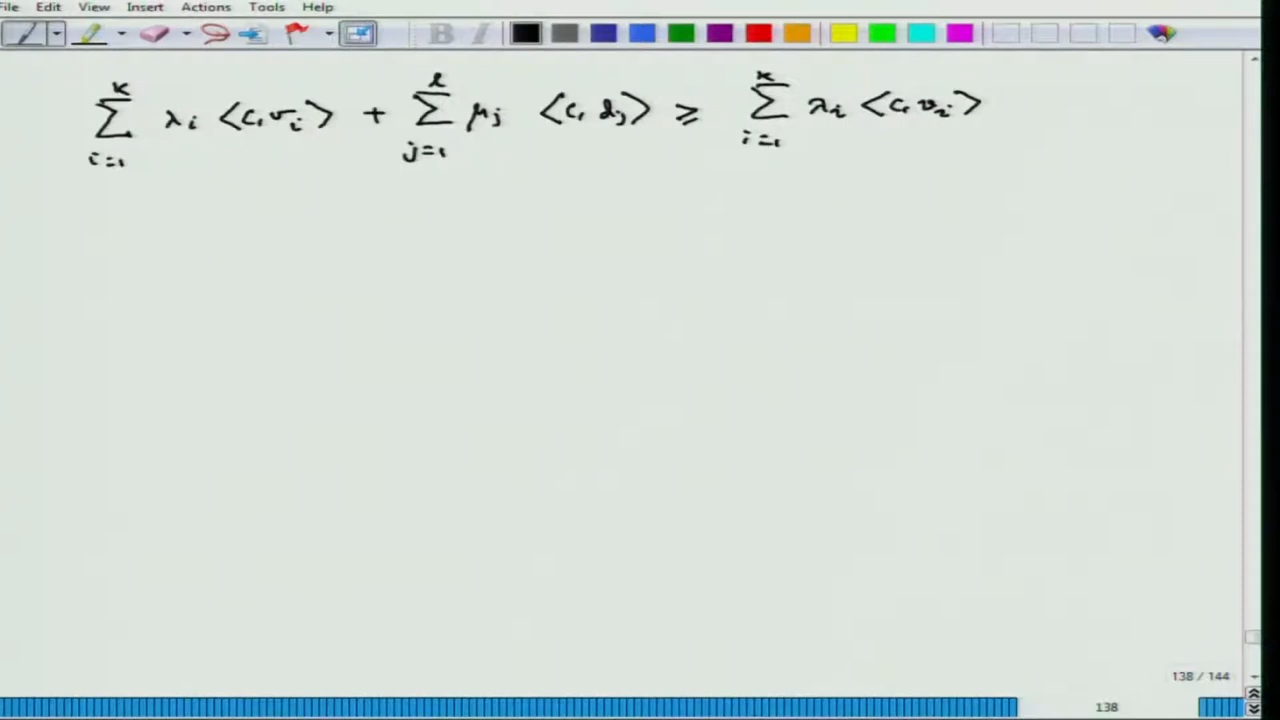 File Edit View Insert Actions Tools Help
B I
∑_{i=1}^{k} λ_i <c, v_i> + ∑_{j=1}^{l} μ_j <c, d_j> ≥ ∑_{i=1}^{k} λ_i <c, v_i>
138 / 144
138